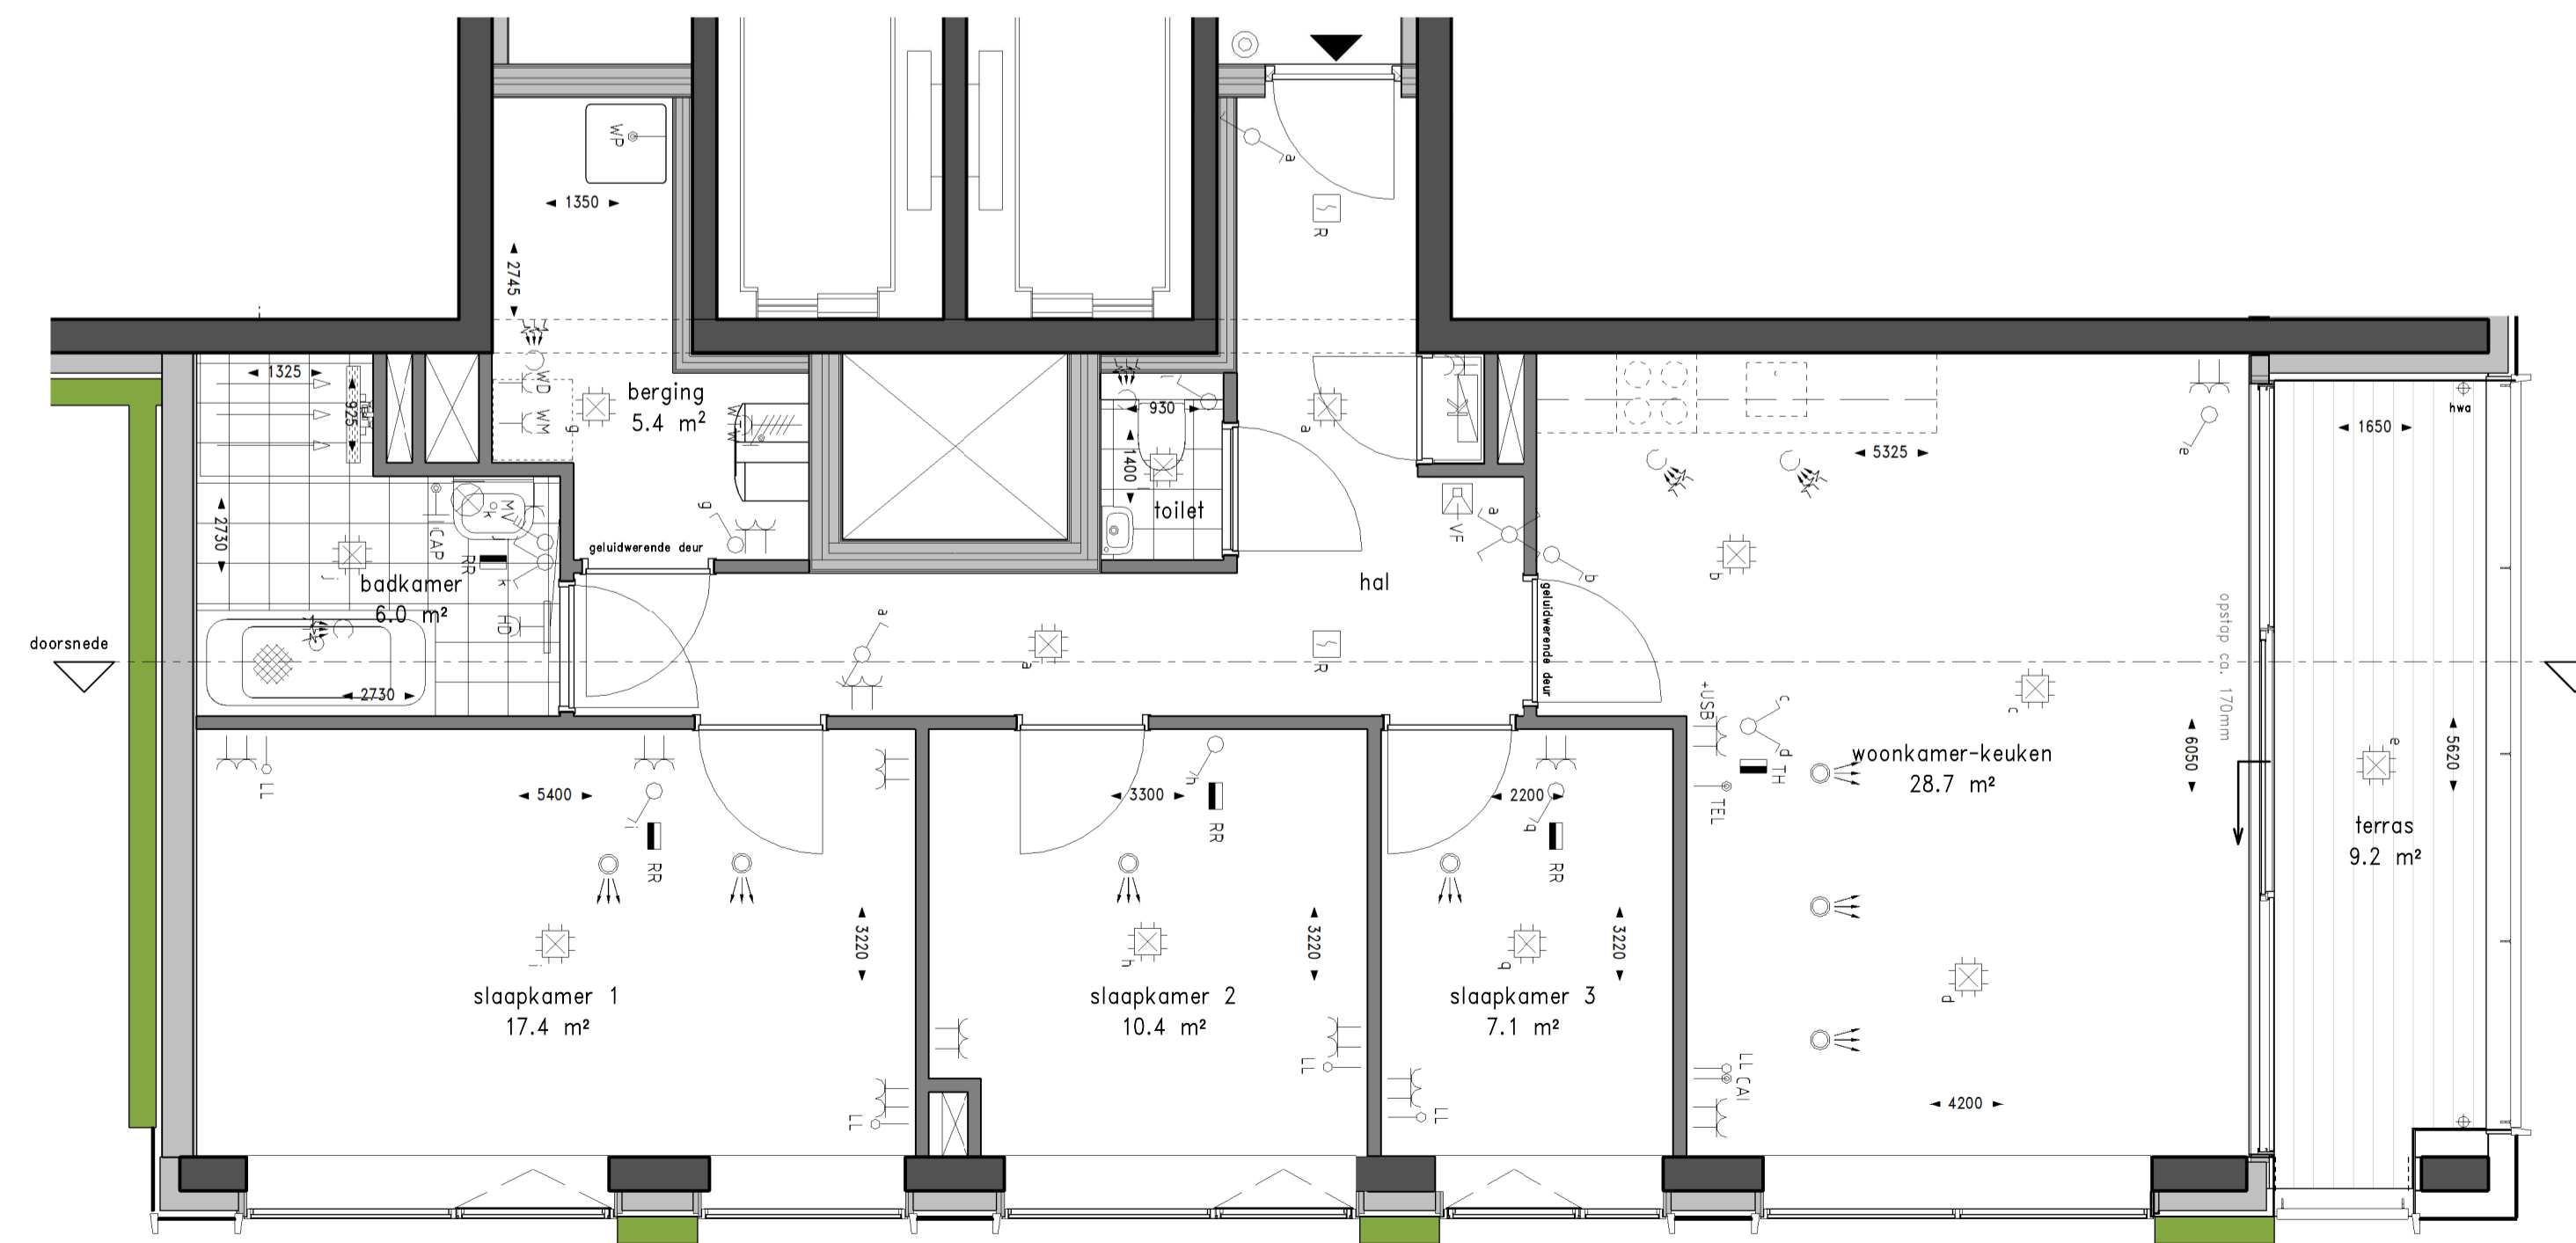 WP
1350
R
a
2745
1325
925
WD
WM
g
berging
5.4 m²
WTW
930
1400
toilet
a
K
5325
hwa
1650
e
2730
CAP
MV
k
RR
k
j
badkamer
6.0 m²
HD
2730
g
geluidwerende deur
VF
a
b
b
hal
geluidwerende deur
a
a
R
doorsnede
opstap ca. 170mm
c
+USB
c
d
TH
TEL
woonkamer-keuken
28.7 m²
6050
5620
e
terras
9.2 m²
LL
5400
i
RR
3300
h
RR
2200
q
RR
i
3220
h
3220
q
3220
d
slaapkamer 1
17.4 m²
slaapkamer 2
10.4 m²
slaapkamer 3
7.1 m²
LL
LL
LL
LL CAI
4200